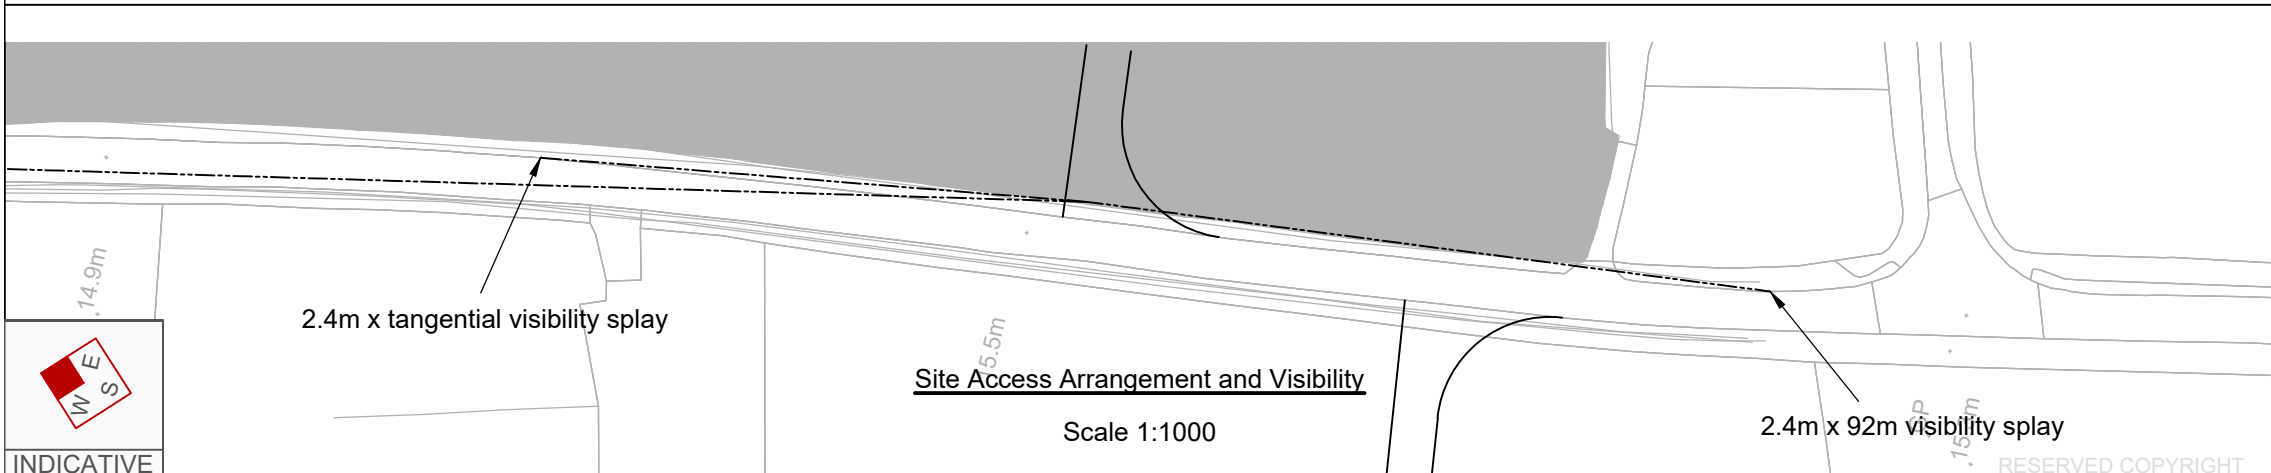 14.9m
2.4m x tangential visibility splay
15.5m
Site Access Arrangement and Visibility
Scale 1:1000
2.4m x 92m visibility splay
E
S
W
INDICATIVE
RESERVED COPYRIGHT